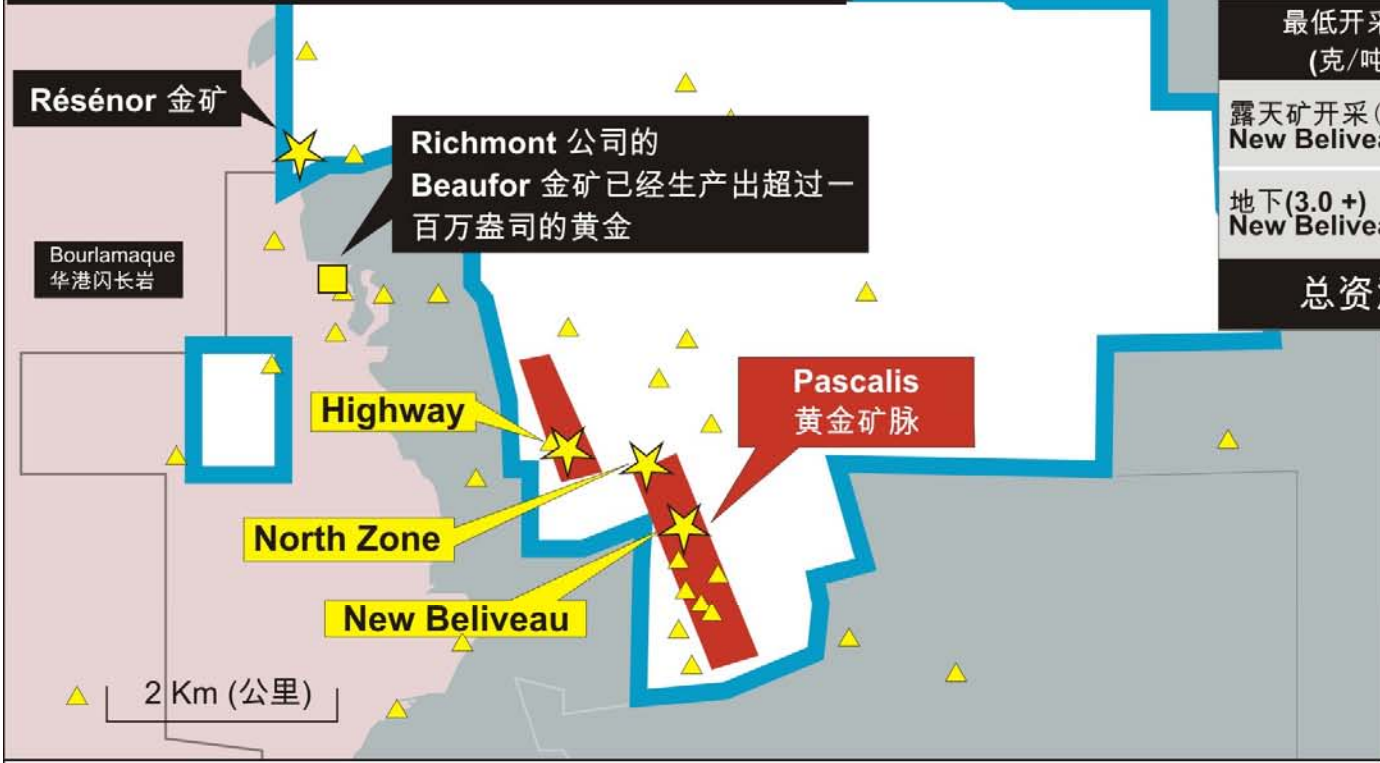 最低开采
(克/吨
Résénor 金矿
露天矿开采(
New Belivea
Richmont 公司的
Beaufor 金矿已经生产出超过一
百万盎司的黄金
地下(3.0 +)
New Belivea
Bourlamaque
华港闪长岩
总资
Pascalis
黄金矿脉
Highway
North Zone
New Beliveau
2 Km (公里)